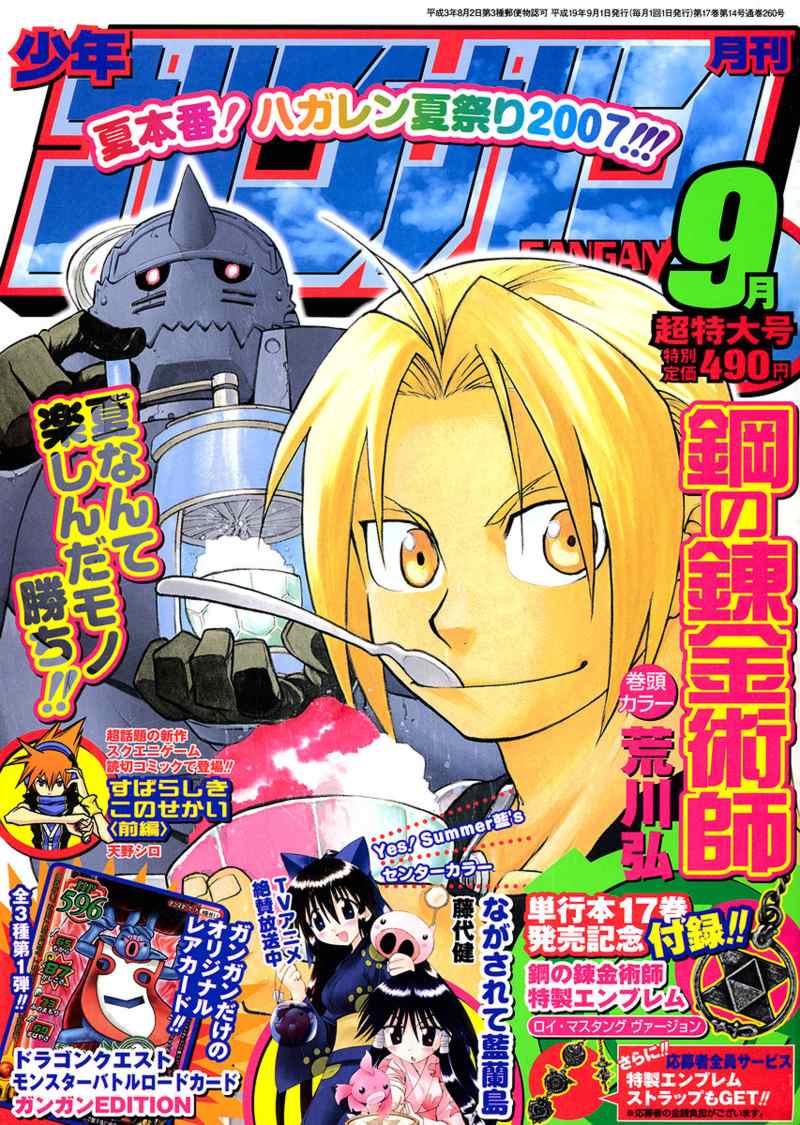 平成3年8月2日第3種郵便物認可 平成19年9月1日発行(毎月1回1日発行)第17巻第14号通巻260号
少年
ガンガン
月刊
夏本番! ハガレン夏祭り2007!!!
GANGAN
9月
超特大号
特別定価490円
鋼の錬金術師
巻頭カラー
荒川弘
夏なんて
楽しんだモノ
勝ち!!
超話題の新作
スクエニゲーム
読切コミックで登場!!
すばらしき
このせかい
〈前編〉
天野シロ
全3種第1弾!!
HP
596
ガンガンだけの
オリジナル
レアカード!!
ドラゴンクエスト
モンスターバトルロードカード
ガンガンEDITION
TVアニメ
絶賛放送中
Yes! Summer藍's
センターカラー
ながされて藍蘭島
藤代健
単行本17巻
発売記念
付録!!
鋼の錬金術師
特製エンブレム
ロイ・マスタング ヴァージョン
さらに!!
応募者全員サービス
特製エンブレム
ストラップもGET!!
※応募者の金銭負担がございます。